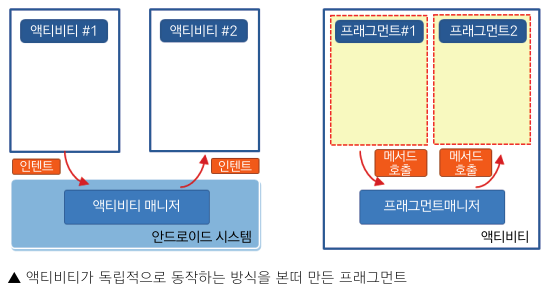 액티비티 #1
액티비티 #2
인텐트
인텐트
액티비티 매니저
안드로이드 시스템
프래그먼트#1
프래그먼트2
메서드
호출
메서드
호출
프래그먼트매니저
액티비티
▲ 액티비티가 독립적으로 동작하는 방식을 본떠 만든 프래그먼트